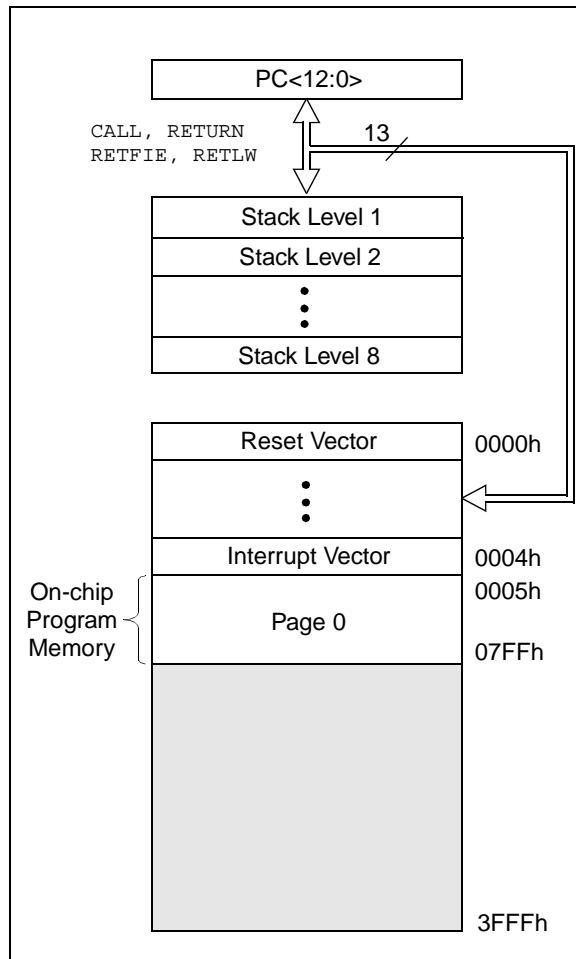 PC<12:0>
CALL, RETURN
RETFIE, RETLW
13
Stack Level 1
Stack Level 2
Stack Level 8
Reset Vector
0000h
Interrupt Vector
0004h
On-chip
Program
Memory
0005h
Page 0
07FFh
3FFFh